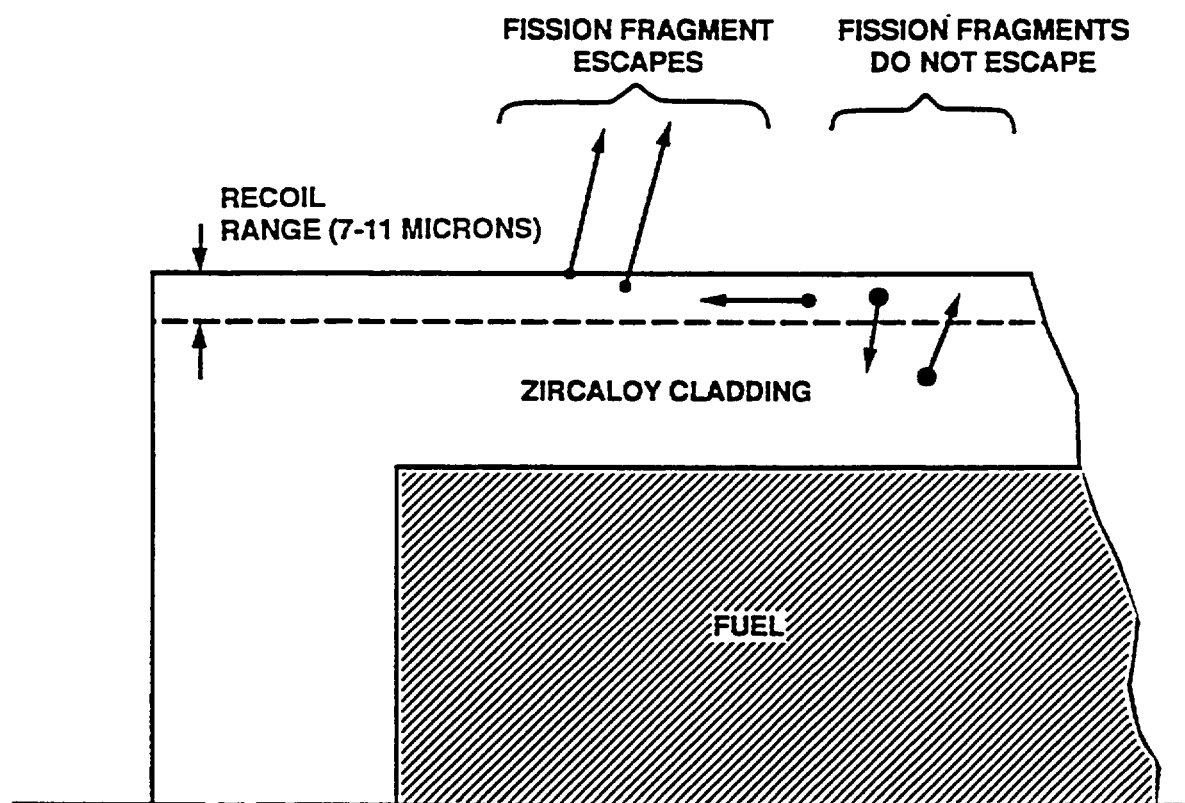 FISSION FRAGMENT
ESCAPES
FISSION FRAGMENTS
DO NOT ESCAPE
RECOIL
RANGE (7-11 MICRONS)
ZIRCALOY CLADDING
FUEL